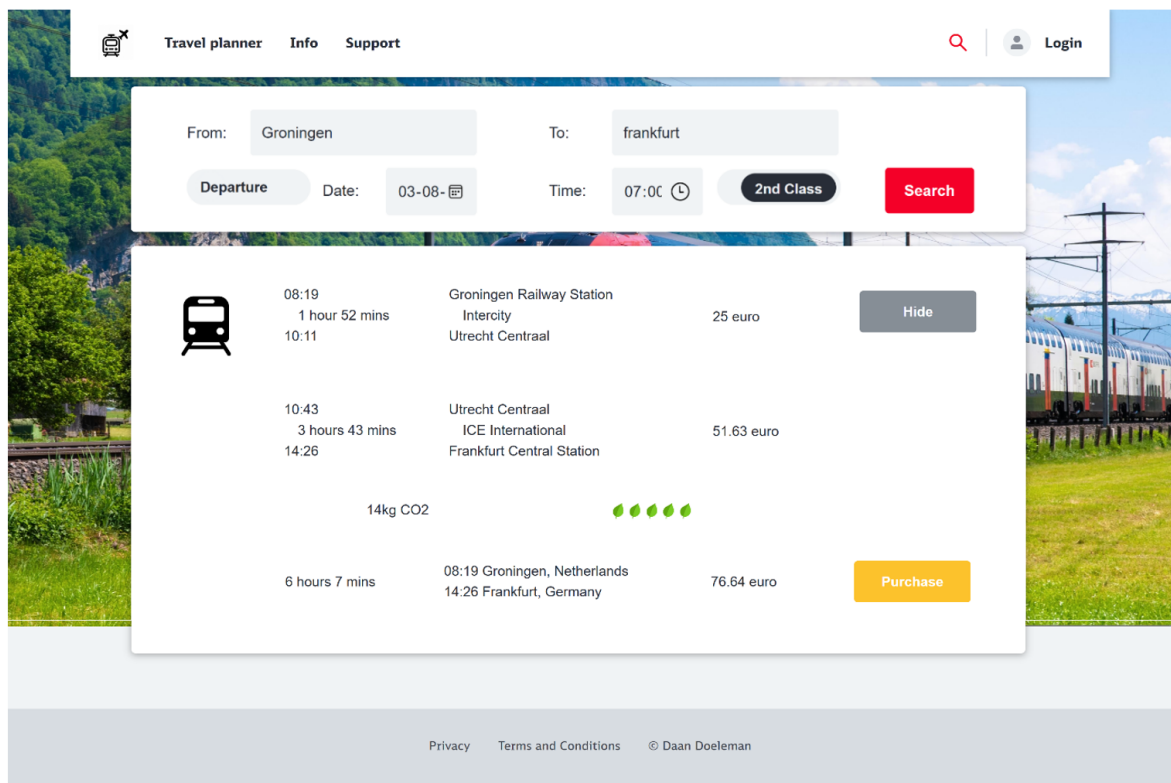 Travel planner Info Support Login
From: Groningen To: frankfurt
Departure Date: 03-08- Time: 07:00 2nd Class Search
08:19 Groningen Railway Station
1 hour 52 mins Intercity 25 euro Hide
10:11 Utrecht Centraal
10:43 Utrecht Centraal
3 hours 43 mins ICE International 51.63 euro
14:26 Frankfurt Central Station
14kg CO2
08:19 Groningen, Netherlands
6 hours 7 mins 76.64 euro Purchase
14:26 Frankfurt, Germany
Privacy Terms and Conditions © Daan Doeleman